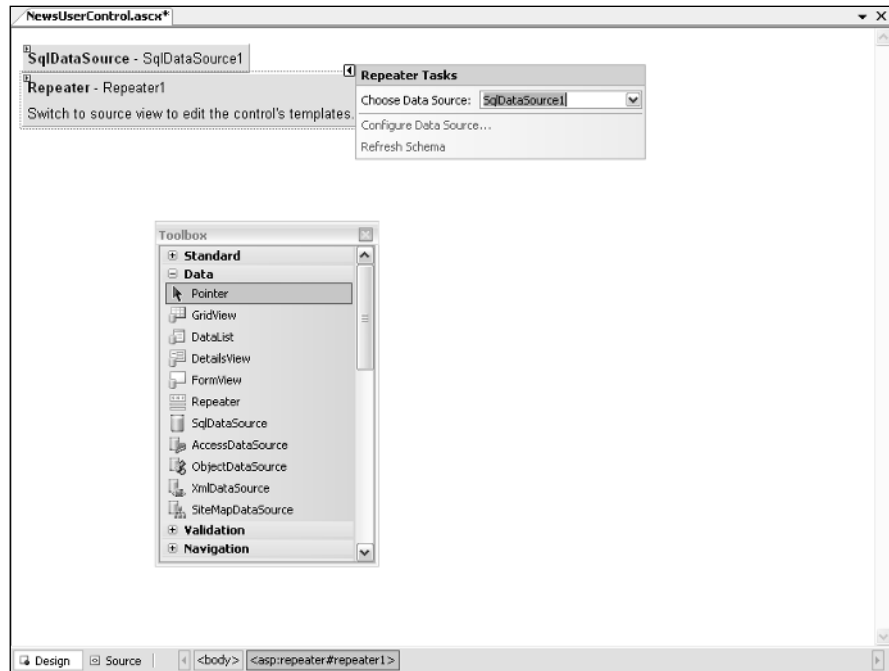 NewsUserControl.ascx*
SqlDataSource - SqlDataSource1
Repeater - Repeater1
Switch to source view to edit the control's templates.
Repeater Tasks
Choose Data Source: SqlDataSource1
Configure Data Source...
Refresh Schema
Toolbox
Standard
Data
Pointer
GridView
DataList
DetailsView
FormView
Repeater
SqlDataSource
AccessDataSource
ObjectDataSource
XmlDataSource
SiteMapDataSource
Validation
Navigation
Design Source <body> <asp:repeater#repeater1>